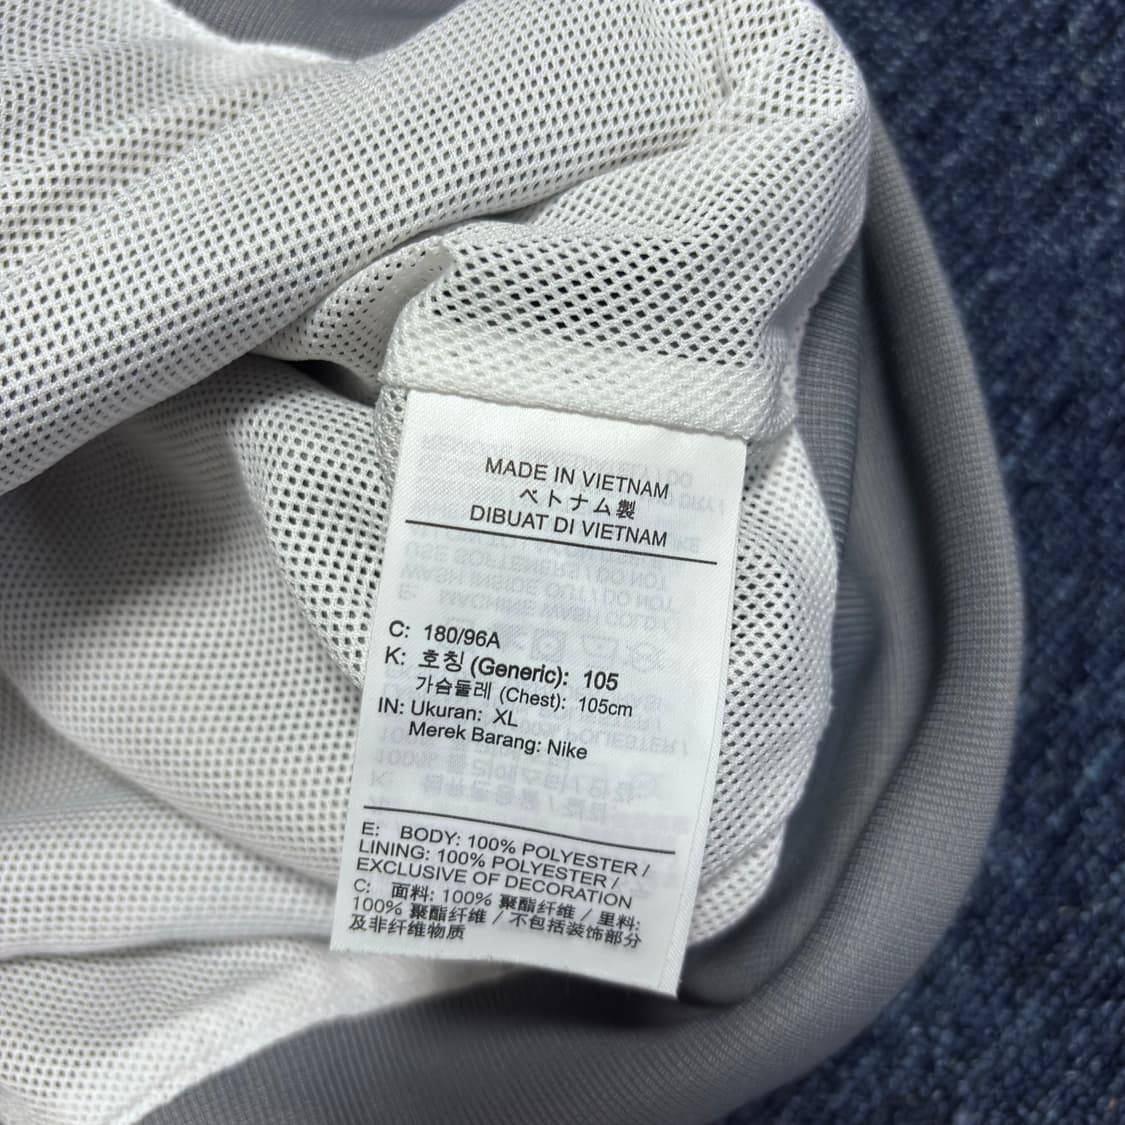 MADE IN VIETNAM
ベトナム製
DIBUAT DI VIETNAM
C: 180/96A
K: 호칭 (Generic): 105
가슴둘레 (Chest): 105cm
IN: Ukuran: XL
Merek Barang: Nike
E: BODY: 100% POLYESTER /
LINING: 100% POLYESTER /
EXCLUSIVE OF DECORATION
C: 面料: 100% 聚酯纤维 / 里料:
100% 聚酯纤维 / 不包括装饰部分
及非纤维物质